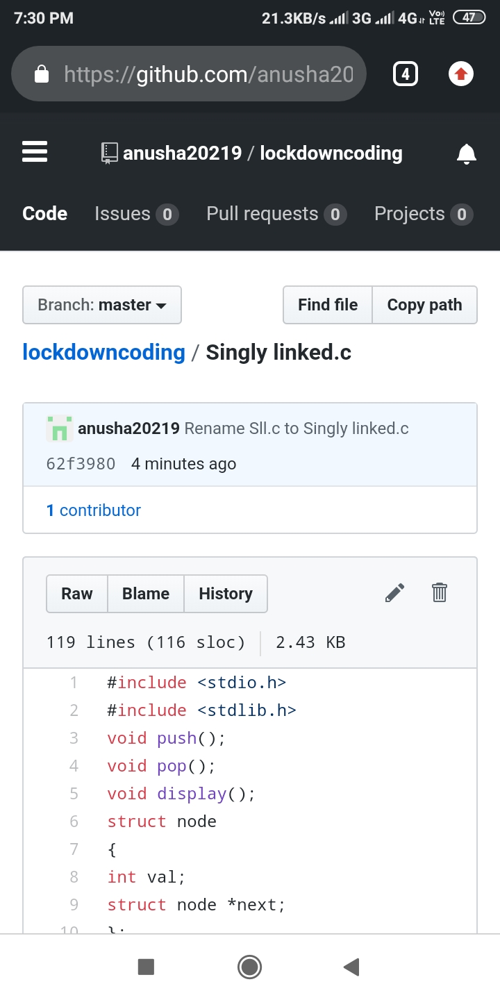 7:30 PM 21.3KB/s 3G 4G Vo) LTE 47
https://github.com/anusha20 4
anusha20219 / lockdowncoding
Code Issues 0 Pull requests 0 Projects 0
Branch: master Find file Copy path
lockdowncoding / Singly linked.c
anusha20219 Rename Sll.c to Singly linked.c
62f3980 4 minutes ago
1 contributor
Raw Blame History
119 lines (116 sloc) 2.43 KB
1 #include <stdio.h>
2 #include <stdlib.h>
3 void push();
4 void pop();
5 void display();
6 struct node
7 {
8 int val;
9 struct node *next;
10 };